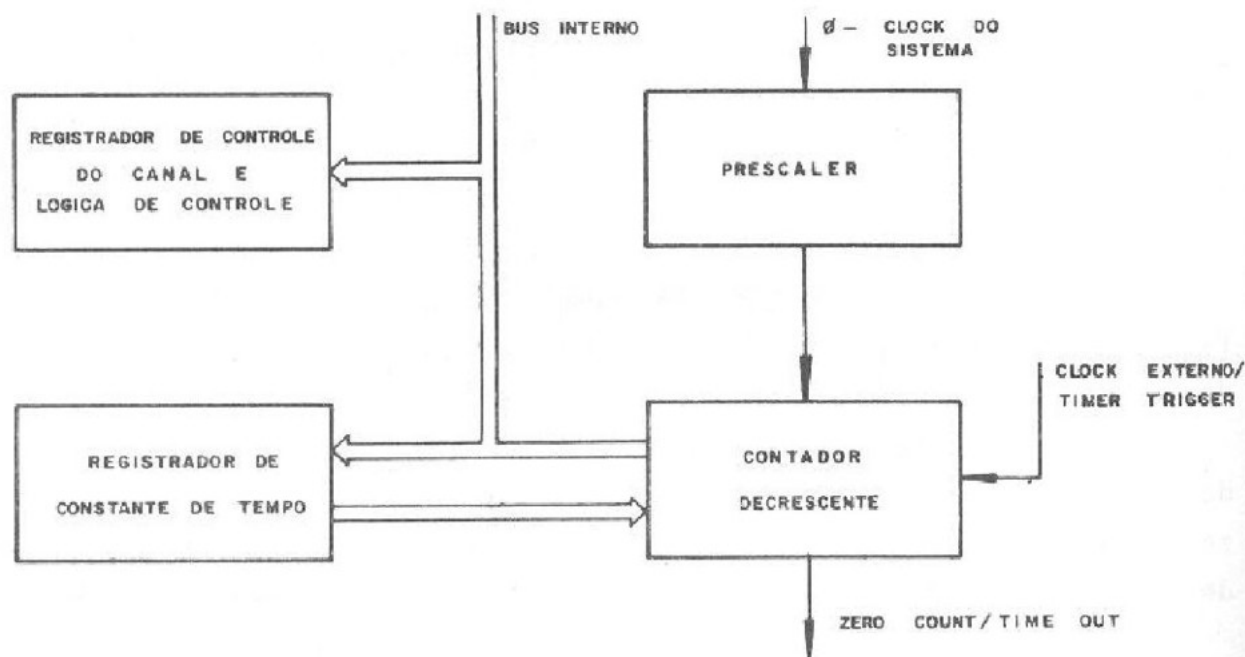 BUS INTERNO
Ø — CLOCK DO
SISTEMA
REGISTRADOR DE CONTROLE
DO CANAL E
LOGICA DE CONTROLE
PRESCALER
CLOCK EXTERNO/
TIMER TRIGGER
REGISTRADOR DE
CONSTANTE DE TEMPO
CONTADOR
DECRESCENTE
ZERO COUNT/TIME OUT